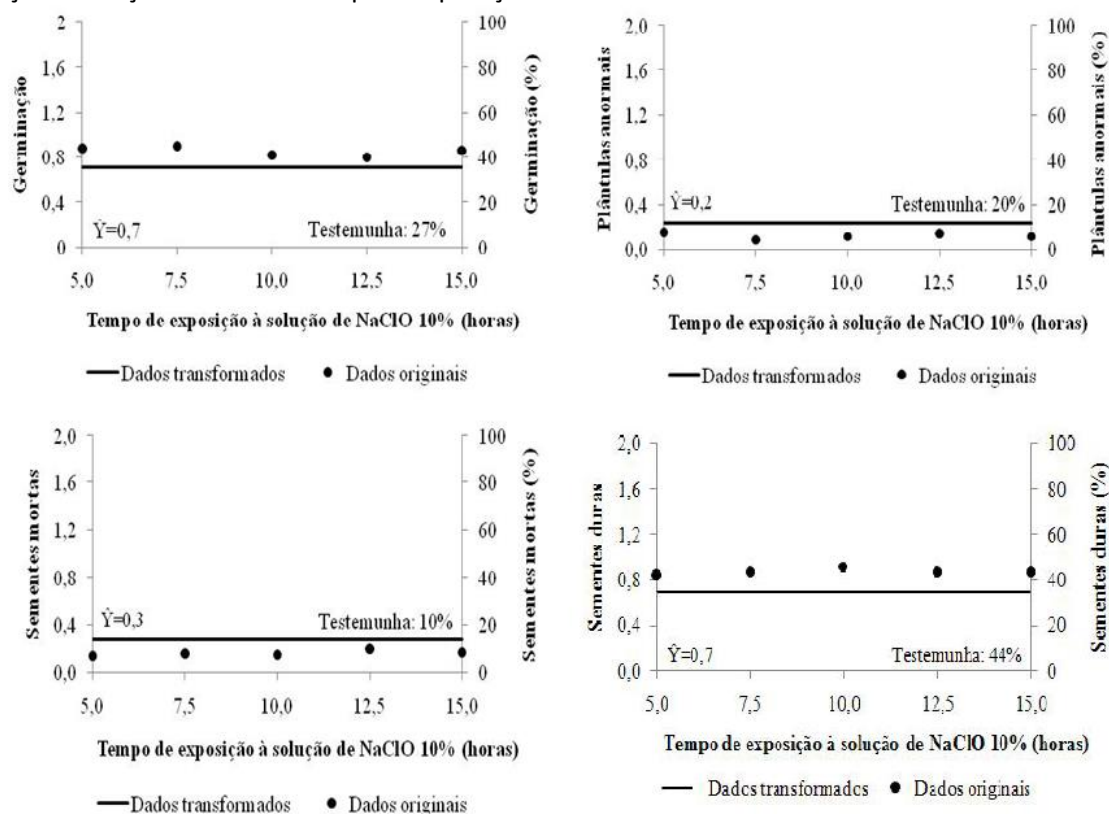 2
1,6
1,2
0,8
0,4
0
100
80
60
40
20
0
Germinação
Germinação (%)
Ŷ=0,7
Testemunha: 27%
5,0 7,5 10,0 12,5 15,0
Tempo de exposição à solução de NaClO 10% (horas)
Dados transformados Dados originais
2,0
1,6
1,2
0,8
0,4
0,0
100
80
60
40
20
0
Plântulas anormais
Plântulas anormais (%)
Ŷ=0,2
Testemunha: 20%
5,0 7,5 10,0 12,5 15,0
Tempo de exposição à solução de NaClO 10% (horas)
Dados transformados Dados originais
2,0
1,6
1,2
0,8
0,4
0,0
100
80
60
40
20
0
Sementes mortas
Sementes mortas (%)
Ŷ=0,3
Testemunha: 10%
5,0 7,5 10,0 12,5 15,0
Tempo de exposição à solução de NaClO 10% (horas)
Dados transformados Dados originais
2,0
1,6
1,2
0,8
0,4
0,0
100
80
60
40
20
0
Sementes duras
Sementes duras (%)
Ŷ=0,7
Testemunha: 44%
5,0 7,5 10,0 12,5 15,0
Tempo de exposição à solução de NaClO 10% (horas)
Dados transformados Dados originais